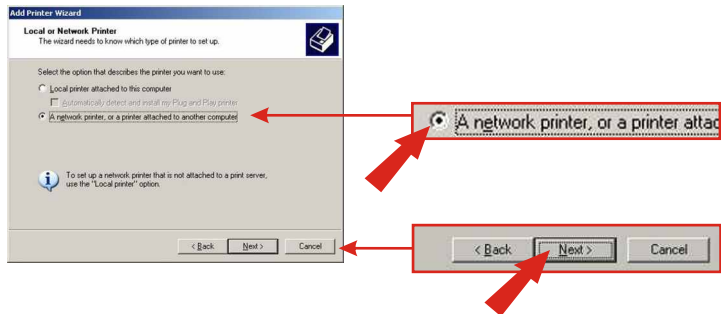 Add Printer Wizard
Local or Network Printer
The wizard needs to know which type of printer to set up.
Select the option that describes the printer you want to use:
Local printer attached to this computer
Automatically detect and install my Plug and Play printer
A network printer, or a printer attached to another computer
To set up a network printer that is not attached to a print server,
use the "Local printer" option.
< Back Next > Cancel
A network printer, or a printer attac
< Back Next > Cancel